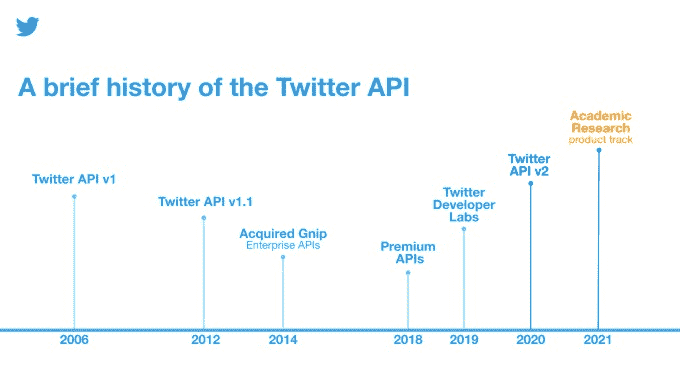 A brief history of the Twitter API
Academic
Research
product track
Twitter
API v2
Twitter API v1
Twitter
Developer
Labs
Twitter API v1.1
Acquired Gnip
Enterprise APIs
Premium
APIs
2006
2012
2014
2018
2019
2020
2021